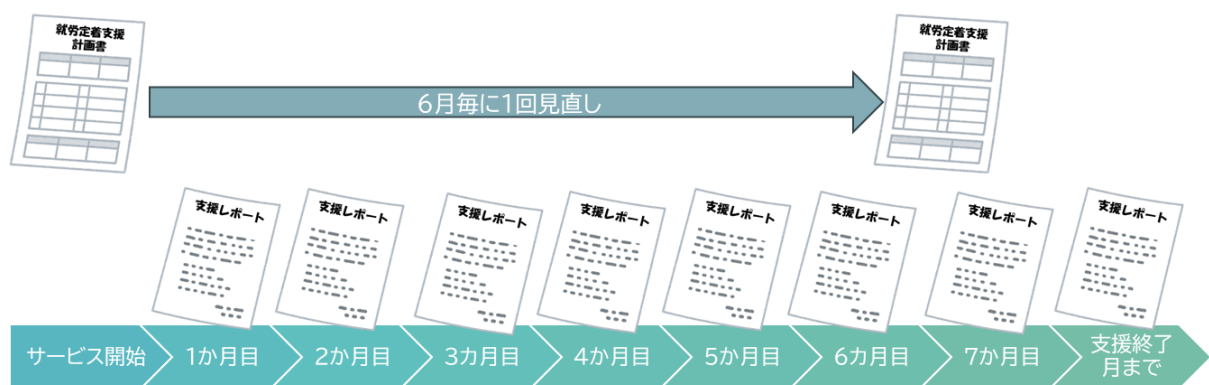 就労定着支援
計画書
就労定着支援
計画書
6月毎に1回見直し
支援レポート
支援レポート
支援レポート
支援レポート
支援レポート
支援レポート
支援レポート
支援レポート
サービス開始
1か月目
2か月目
3カ月目
4か月目
5か月目
6カ月目
7か月目
支援終了
月まで